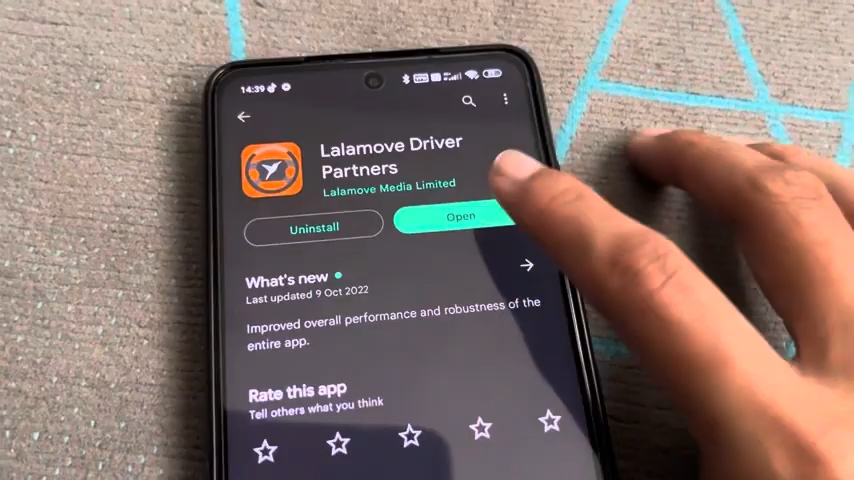 14:39
Lalamove Driver
Partners
Lalamove Media Limited
Uninstall
Open
What's new
Last updated 9 Oct 2022
Improved overall performance and robustness of the
entire app.
Rate this app
Tell others what you think